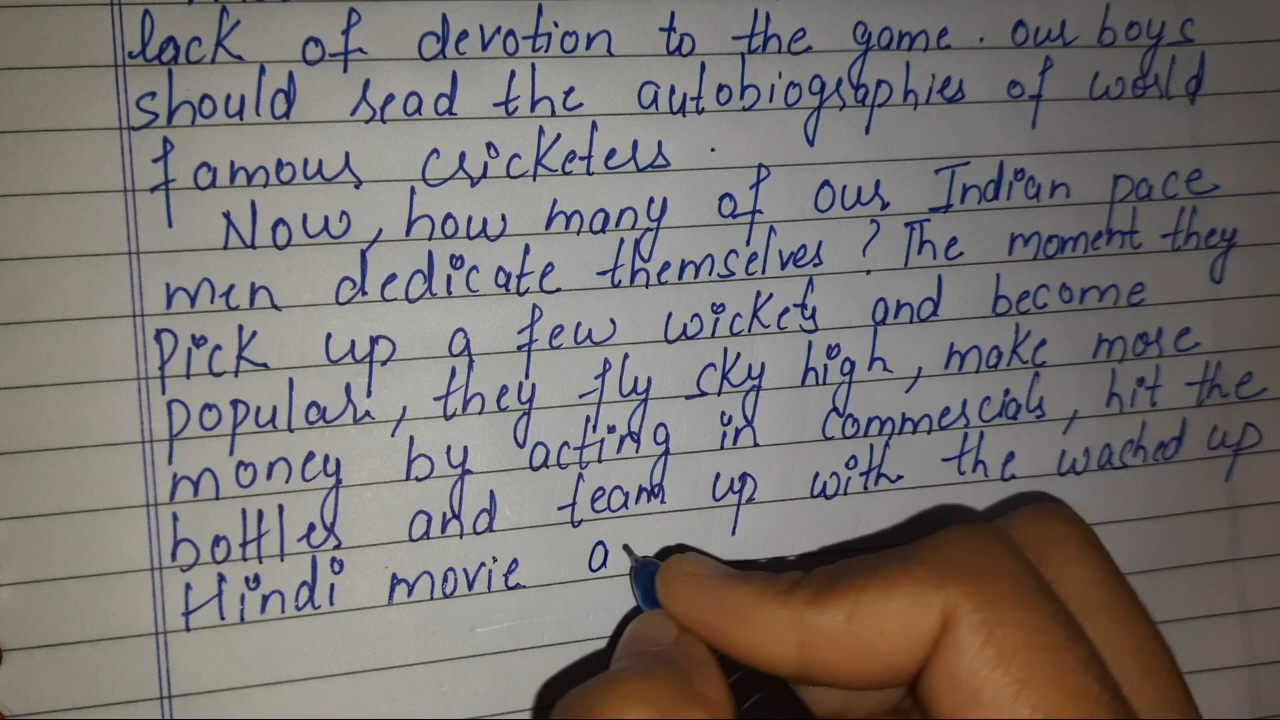 lack of devotion to the game. our boys
should read the autobiographies of world
famous cricketers.
Now, how many of our Indian pace
men dedicate themselves? The moment they
Pick up a few wickets and become
popular, they fly sky high, make more
money by acting in commercials, hit the
bottles and team up with the washed up
Hindi movie a